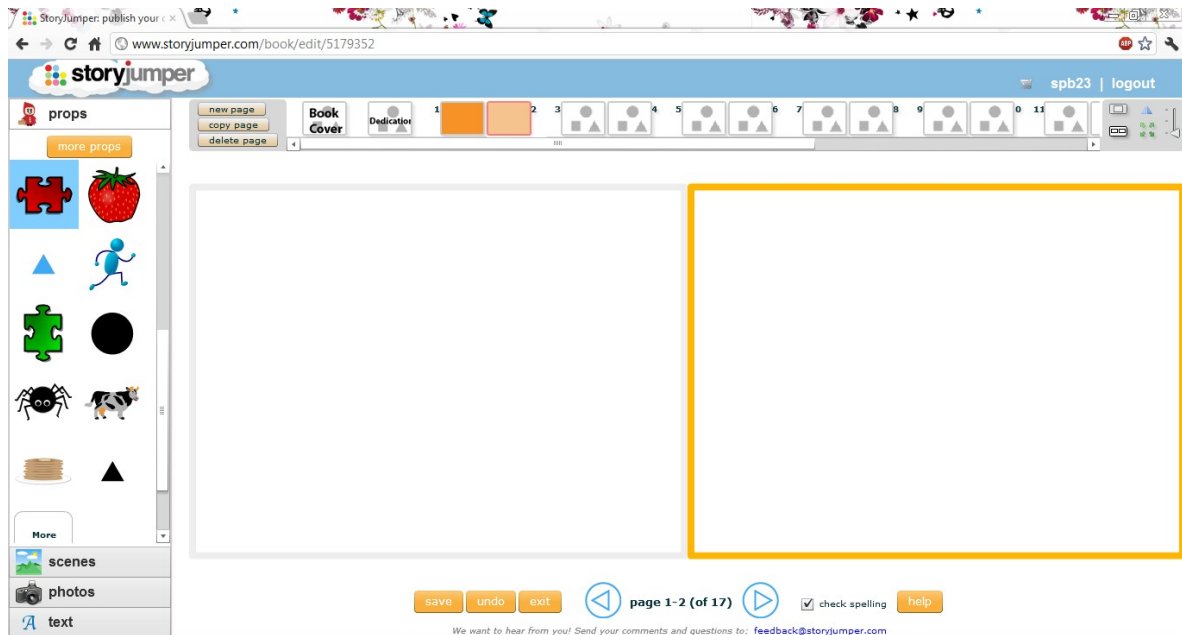 StoryJumper: publish your c
www.storyjumper.com/book/edit/5179352
ABP
storyjumper
spb23 | logout
props
more props
new page
copy page
delete page
Book
Cover
Dedication
1 2 3 4 5 6 7 8 9 0 11
More
scenes
photos
A text
save undo exit page 1-2 (of 17) check spelling help
We want to hear from you! Send your comments and questions to: feedback@storyjumper.com